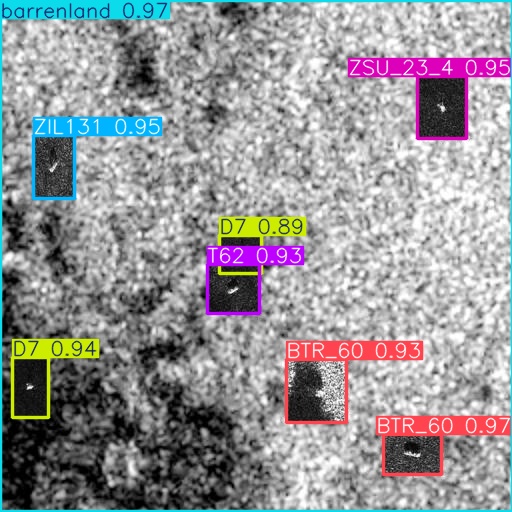 barrenland 0.97
ZSU_23_4 0.95
ZIL131 0.95
D7 0.89
T62 0.93
D7 0.94
BTR_60 0.93
BTR_60 0.97